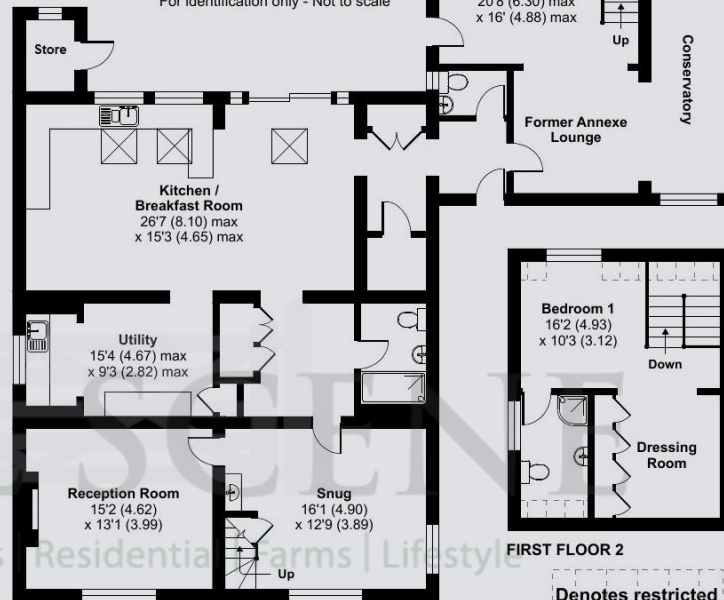 For identification only - Not to scale
20'8 (6.30) max
x 16' (4.88) max
Up
Store
Conservatory
Former Annexe
Lounge
Kitchen /
Breakfast Room
26'7 (8.10) max
x 15'3 (4.65) max
Utility
15'4 (4.67) max
x 9'3 (2.82) max
Bedroom 1
16'2 (4.93)
x 10'3 (3.12)
Down
Dressing
Room
SCENE
Reception Room
15'2 (4.62)
x 13'1 (3.99)
Snug
16'1 (4.90)
x 12'9 (3.89)
Up
| Residential | Farms | Lifestyle
FIRST FLOOR 2
Denotes restricted